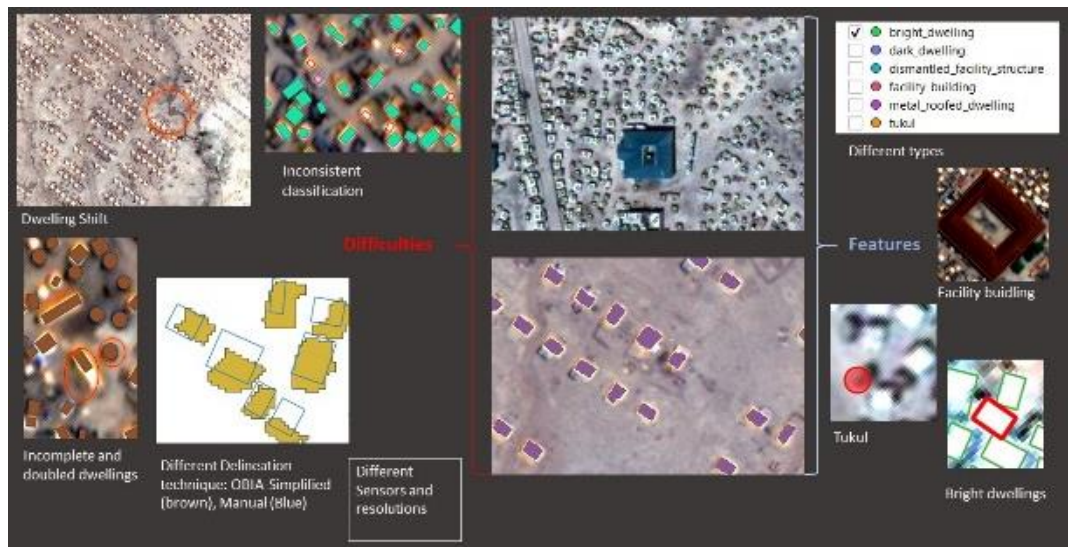 Dwelling Shift
Inconsistent
classification
Difficulties
Incomplete and
doubled dwellings
Different Delineation
technique: OBIA Simplified
(brown), Manual (Blue)
Different
Sensors and
resolutions
bright_dwelling
dark_dwelling
dismantled_facility_structure
facility_building
metal_roofed_dwelling
tukul
Different types
Features
Facility buidling
Tukul
Bright dwellings